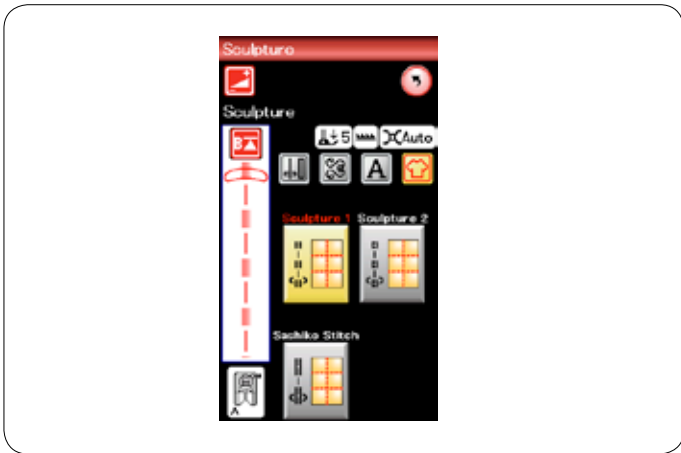 Sculpture
Sculpture
B
5 Auto
A
Sculpture 1 Sculpture 2
Sashiko Stitch
A